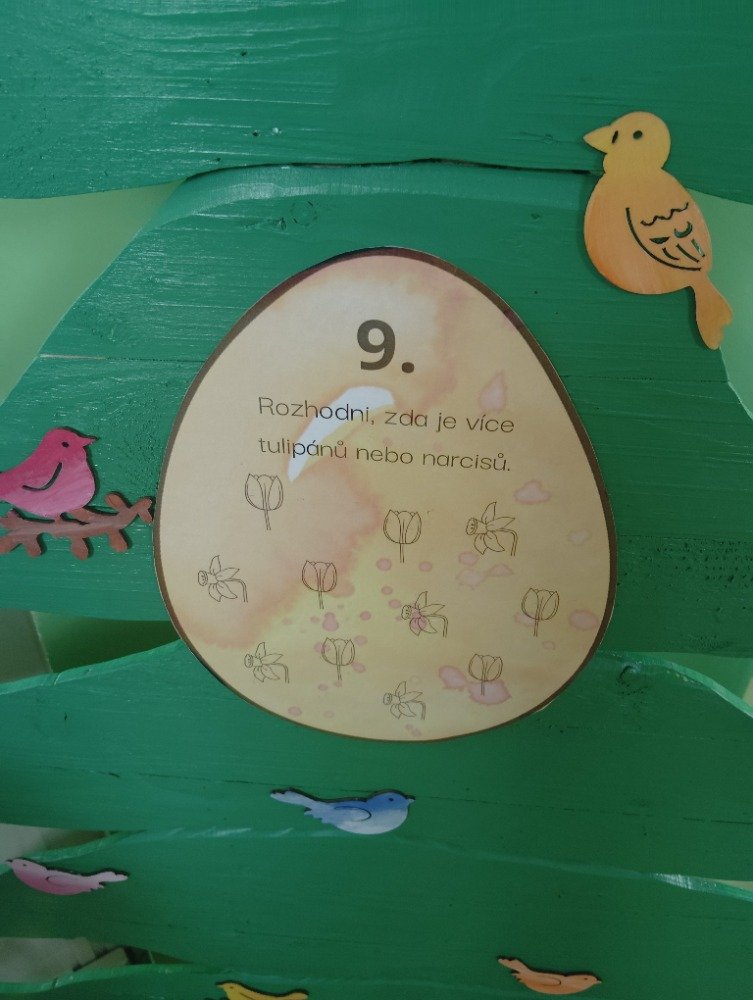 9.
Rozhodni, zda je více
tulipánů nebo narcisů.